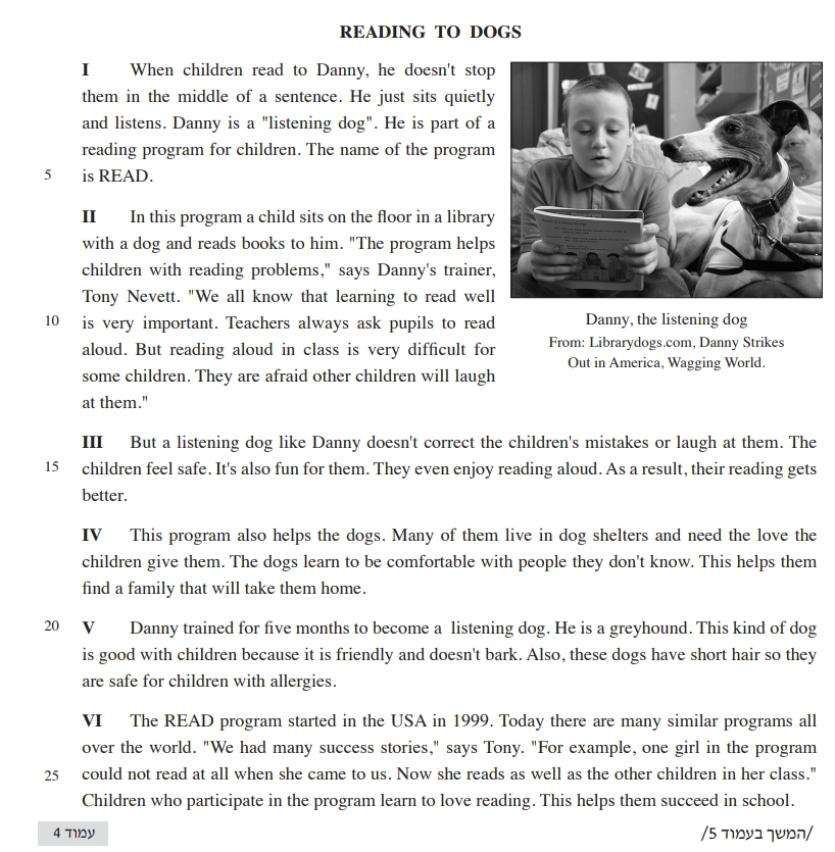 READING TO DOGS
I When children read to Danny, he doesn't stop
them in the middle of a sentence. He just sits quietly
and listens. Danny is a "listening dog". He is part of a
reading program for children. The name of the program
5 is READ.
II In this program a child sits on the floor in a library
with a dog and reads books to him. "The program helps
children with reading problems," says Danny's trainer,
Tony Nevett. "We all know that learning to read well
10 is very important. Teachers always ask pupils to read
aloud. But reading aloud in class is very difficult for
some children. They are afraid other children will laugh
at them."
Danny, the listening dog
From: Librarydogs.com, Danny Strikes
Out in America, Wagging World.
III But a listening dog like Danny doesn't correct the children's mistakes or laugh at them. The
15 children feel safe. It's also fun for them. They even enjoy reading aloud. As a result, their reading gets
better.
IV This program also helps the dogs. Many of them live in dog shelters and need the love the
children give them. The dogs learn to be comfortable with people they don't know. This helps them
find a family that will take them home.
20 V Danny trained for five months to become a listening dog. He is a greyhound. This kind of dog
is good with children because it is friendly and doesn't bark. Also, these dogs have short hair so they
are safe for children with allergies.
VI The READ program started in the USA in 1999. Today there are many similar programs all
over the world. "We had many success stories," says Tony. "For example, one girl in the program
25 could not read at all when she came to us. Now she reads as well as the other children in her class."
Children who participate in the program learn to love reading. This helps them succeed in school.
/המשך בעמוד 5/
עמוד 4